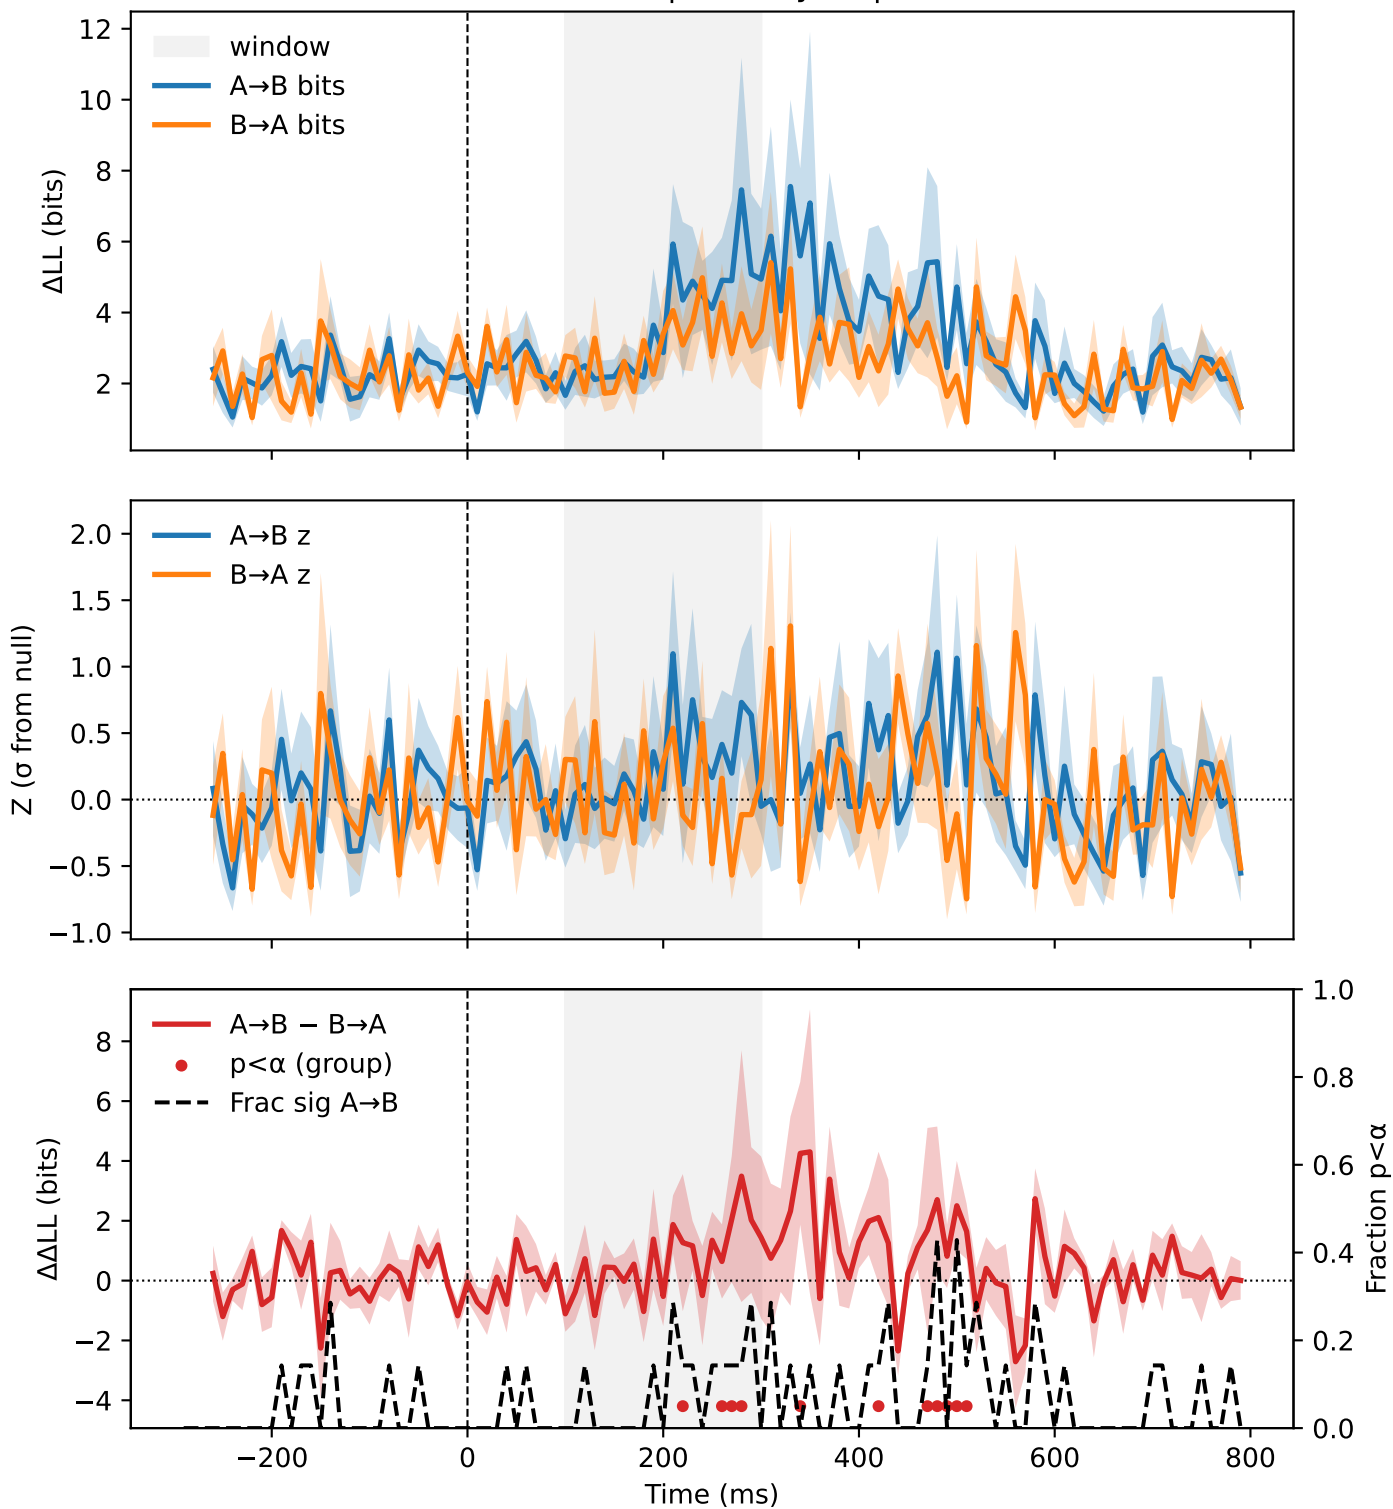 12
10
8
6
4
2
ΔLL (bits)
window
A→B bits
B→A bits
2.0
1.5
1.0
0.5
0.0
−0.5
−1.0
Z (σ from null)
A→B z
B→A z
8
6
4
2
0
−2
−4
ΔΔLL (bits)
A→B − B→A
p<α (group)
Frac sig A→B
1.0
0.8
0.6
0.4
0.2
0.0
Fraction p<α
−200 0 200 400 600 800
Time (ms)